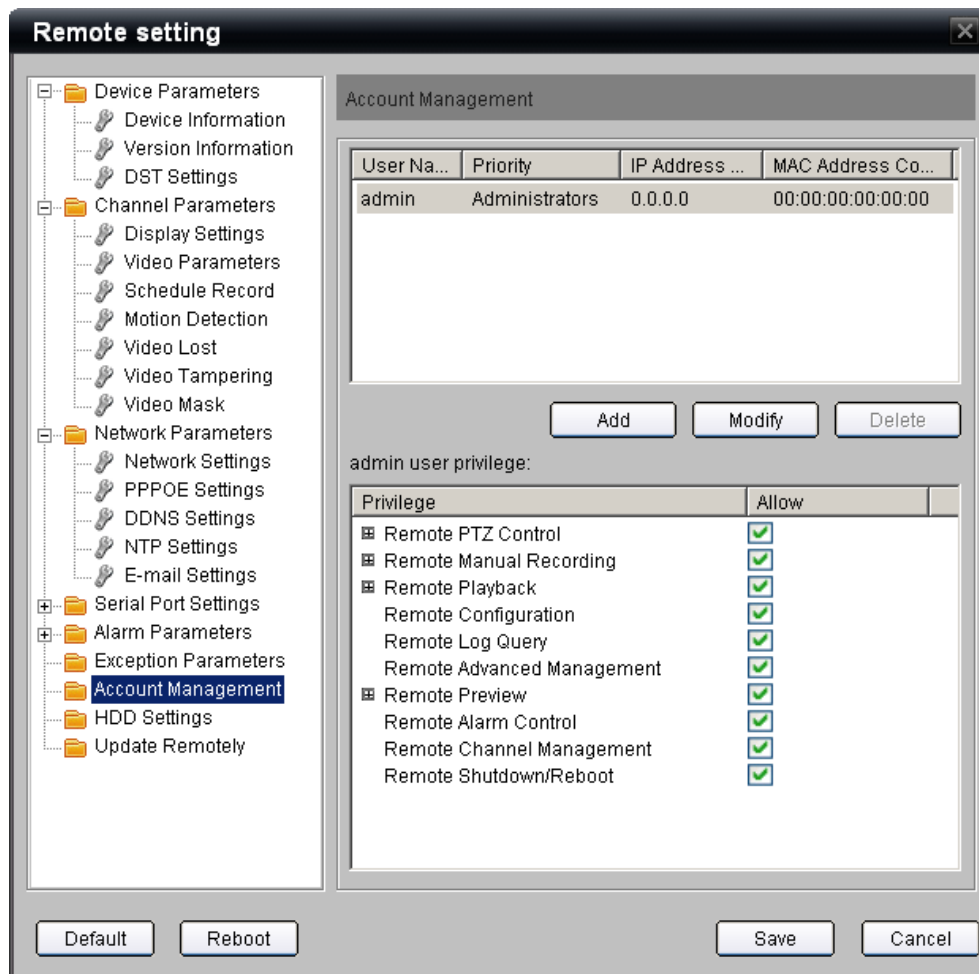 Remote setting
Device Parameters
Device Information
Version Information
DST Settings
Channel Parameters
Display Settings
Video Parameters
Schedule Record
Motion Detection
Video Lost
Video Tampering
Video Mask
Network Parameters
Network Settings
PPPOE Settings
DDNS Settings
NTP Settings
E-mail Settings
Serial Port Settings
Alarm Parameters
Exception Parameters
Account Management
HDD Settings
Update Remotely
Account Management
User Na... Priority IP Address ... MAC Address Co...
admin Administrators 0.0.0.0 00:00:00:00:00:00
Add Modify Delete
admin user privilege:
Privilege Allow
Remote PTZ Control
Remote Manual Recording
Remote Playback
Remote Configuration
Remote Log Query
Remote Advanced Management
Remote Preview
Remote Alarm Control
Remote Channel Management
Remote Shutdown/Reboot
Default Reboot Save Cancel